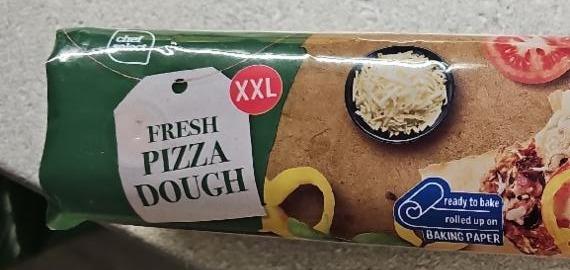 chef
select
XXL
FRESH
PIZZA
DOUGH
ready to bake
rolled up on
BAKING PAPER